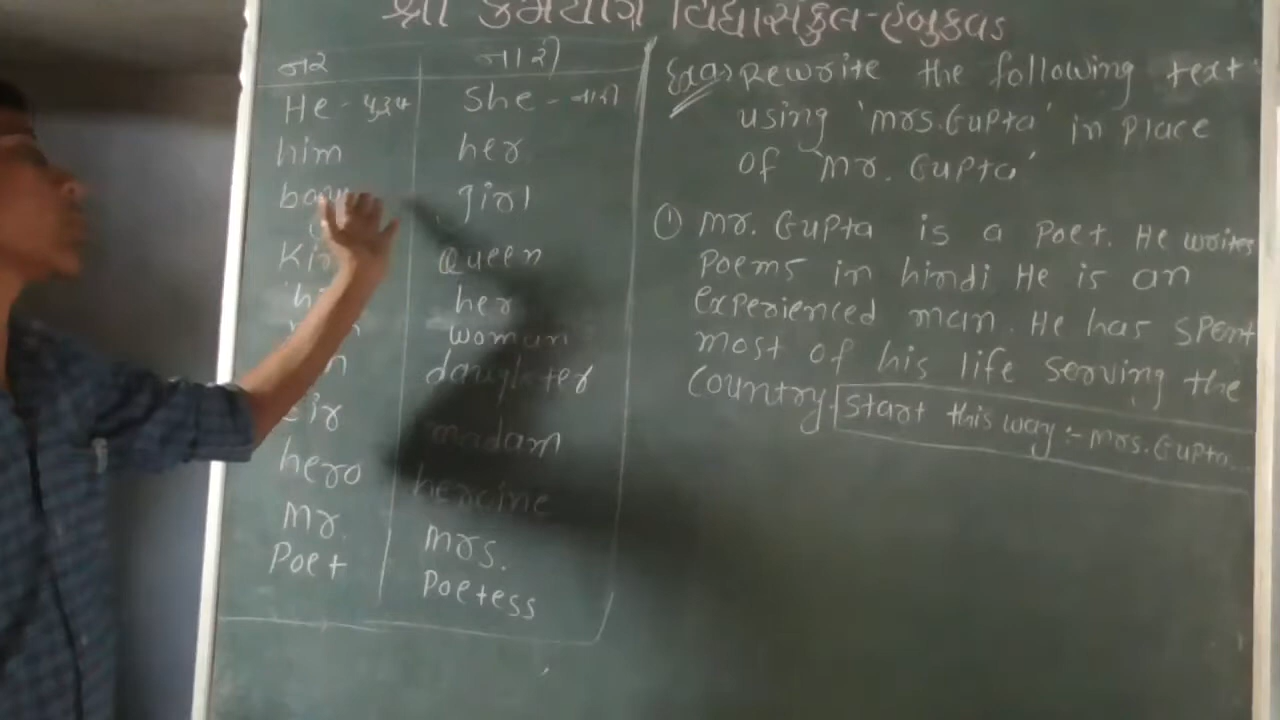 શ્રી કર્મયોગ વિદ્યાસંકુલ-હનુકવડ
નર નારી
He - પુરૂષ She - નારી
him her
girl
Queen
her
woman
daughter
sir madam
hero heroine
Mr. Mrs.
Poet Poetess
Rewrite the following text
using 'mrs.Gupta' in place
of 'Mr. Gupta'
① Mr. Gupta is a Poet. He writes
Poems in hindi He is an
experienced man. He has spent
most of his life serving the
Country. Start this way :- Mrs. Gupta...